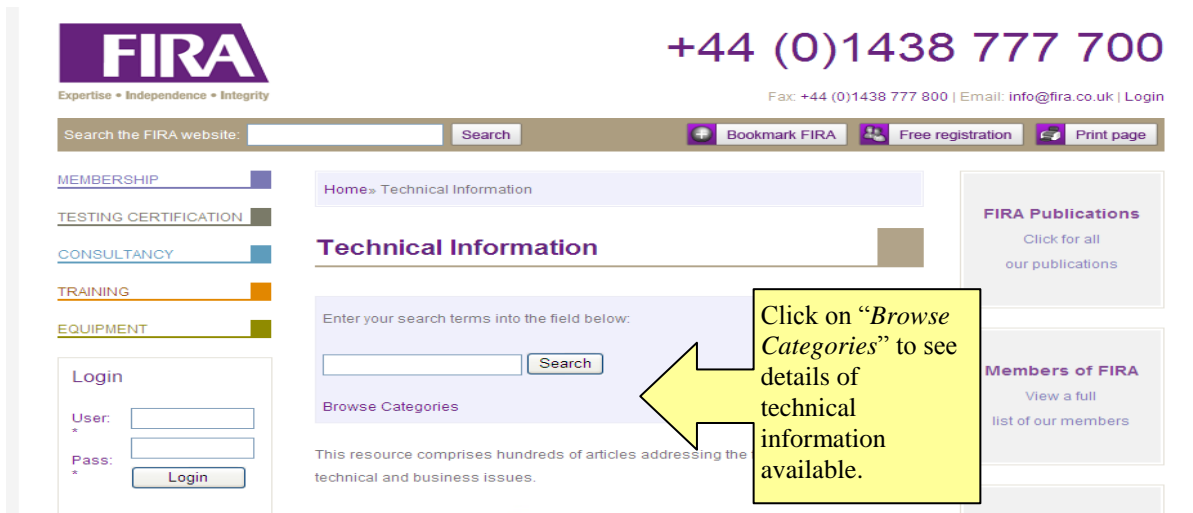 FIRA
Expertise • Independence • Integrity
+44 (0)1438 777 700
Fax: +44 (0)1438 777 800 | Email: info@fira.co.uk | Login
Search the FIRA website:
Search
Bookmark FIRA
Free registration
Print page
MEMBERSHIP
TESTING CERTIFICATION
CONSULTANCY
TRAINING
EQUIPMENT
Login
User:
*
Pass:
*
Login
Home» Technical Information
Technical Information
Enter your search terms into the field below:
Search
Browse Categories
This resource comprises hundreds of articles addressing the
technical and business issues.
Click on “Browse
Categories” to see
details of
technical
information
available.
FIRA Publications
Click for all
our publications
Members of FIRA
View a full
list of our members